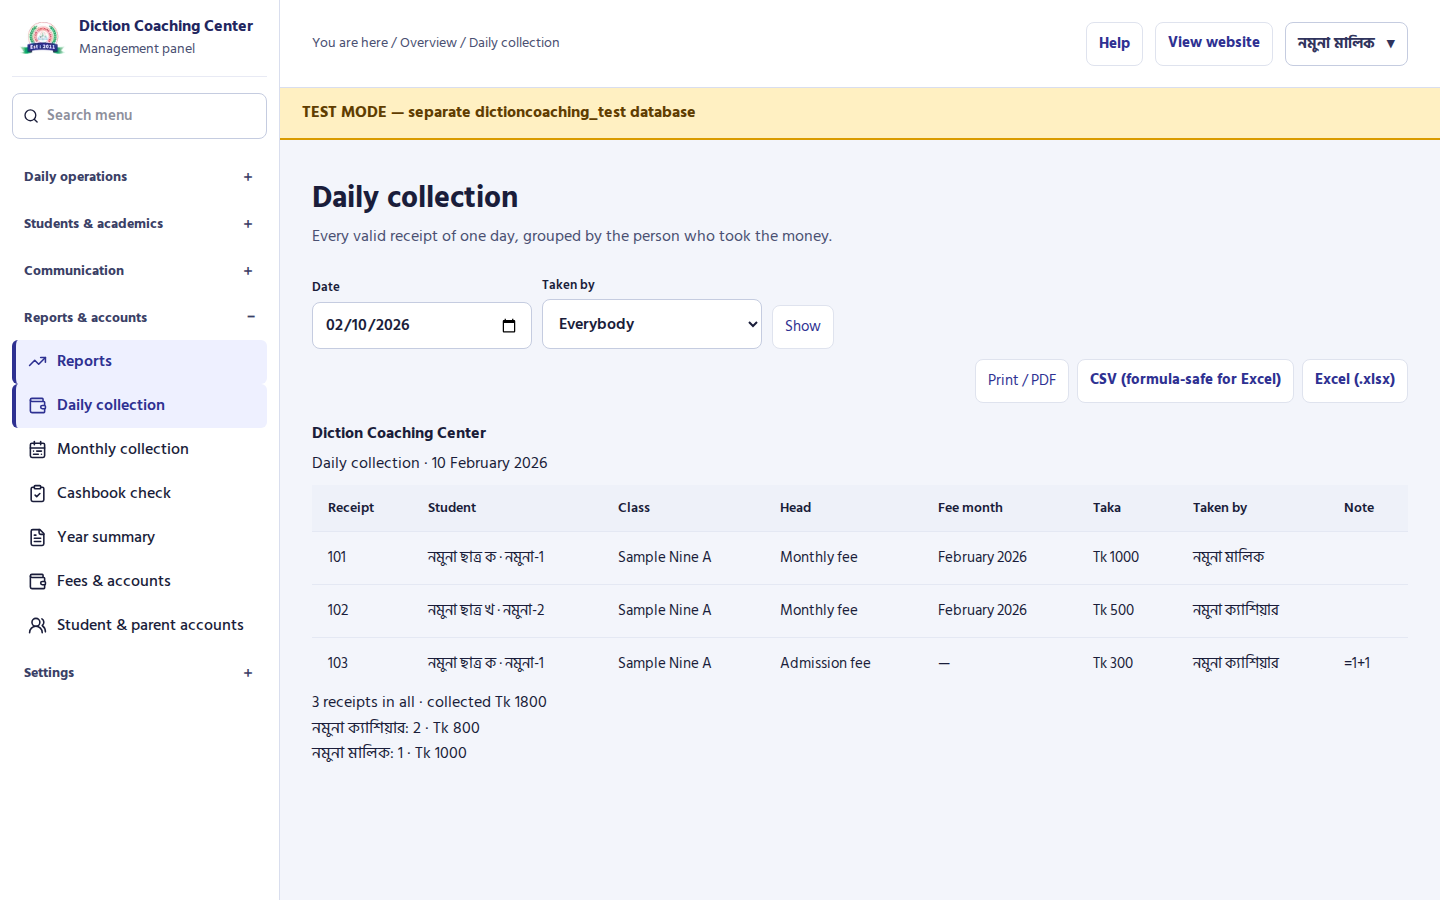 Diction Coaching Center
Management panel
Est : 2011
Search menu
Daily operations +
Students & academics +
Communication +
Reports & accounts −
Reports
Daily collection
Monthly collection
Cashbook check
Year summary
Fees & accounts
Student & parent accounts
Settings +
You are here / Overview / Daily collection
Help
View website
নমুনা মালিক ▼
TEST MODE — separate dictioncoaching_test database
Daily collection
Every valid receipt of one day, grouped by the person who took the money.
Date
Taken by
02/10/2026
Everybody
Show
Print / PDF
CSV (formula-safe for Excel)
Excel (.xlsx)
Diction Coaching Center
Daily collection · 10 February 2026
Receipt Student Class Head Fee month Taka Taken by Note
101 নমুনা ছাত্র ক · নমুনা-1 Sample Nine A Monthly fee February 2026 Tk 1000 নমুনা মালিক
102 নমুনা ছাত্র খ · নমুনা-2 Sample Nine A Monthly fee February 2026 Tk 500 নমুনা ক্যাশিয়ার
103 নমুনা ছাত্র ক · নমুনা-1 Sample Nine A Admission fee — Tk 300 নমুনা ক্যাশিয়ার =1+1
3 receipts in all · collected Tk 1800
নমুনা ক্যাশিয়ার: 2 · Tk 800
নমুনা মালিক: 1 · Tk 1000